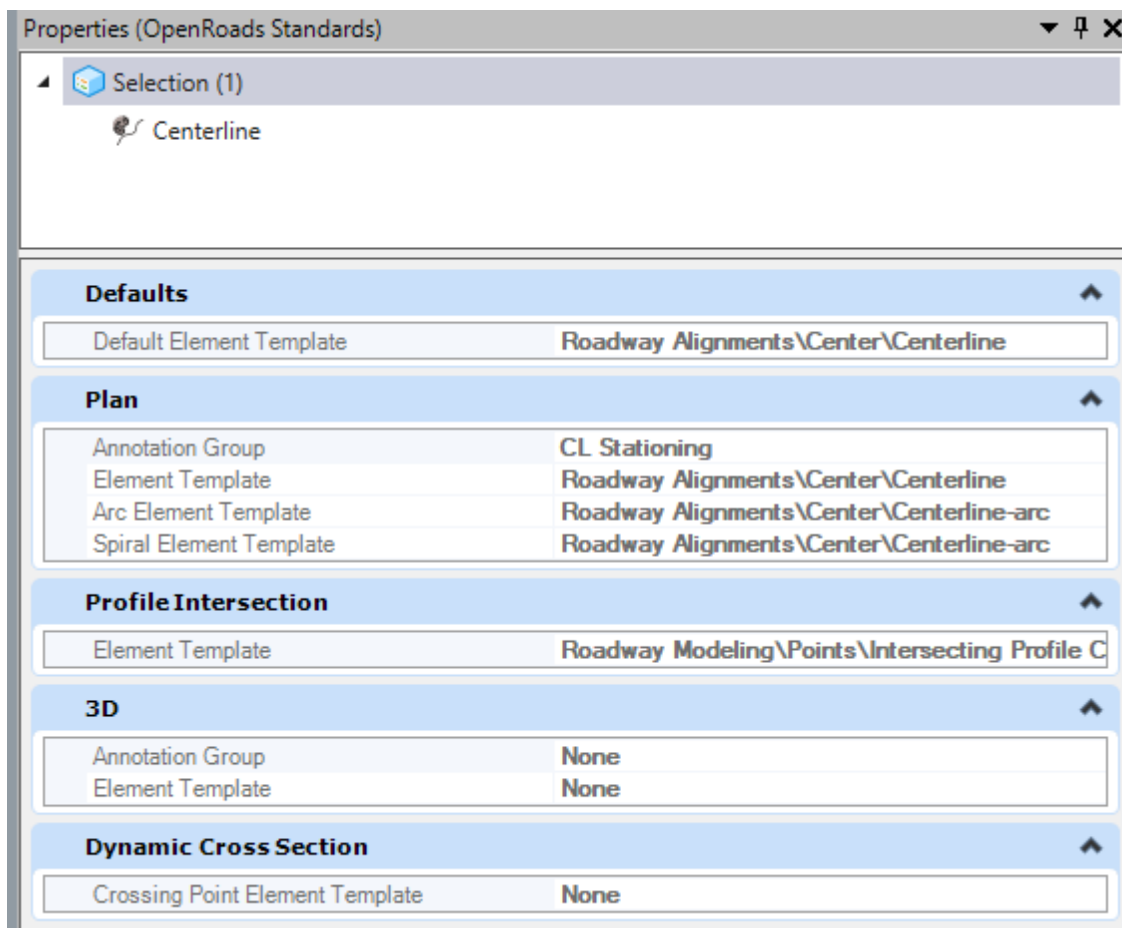 Properties (OpenRoads Standards)
Selection (1)
Centerline
Defaults
Default Element Template Roadway Alignments\Center\Centerline
Plan
Annotation Group CL Stationing
Element Template Roadway Alignments\Center\Centerline
Arc Element Template Roadway Alignments\Center\Centerline-arc
Spiral Element Template Roadway Alignments\Center\Centerline-arc
Profile Intersection
Element Template Roadway Modeling\Points\Intersecting Profile C
3D
Annotation Group None
Element Template None
Dynamic Cross Section
Crossing Point Element Template None